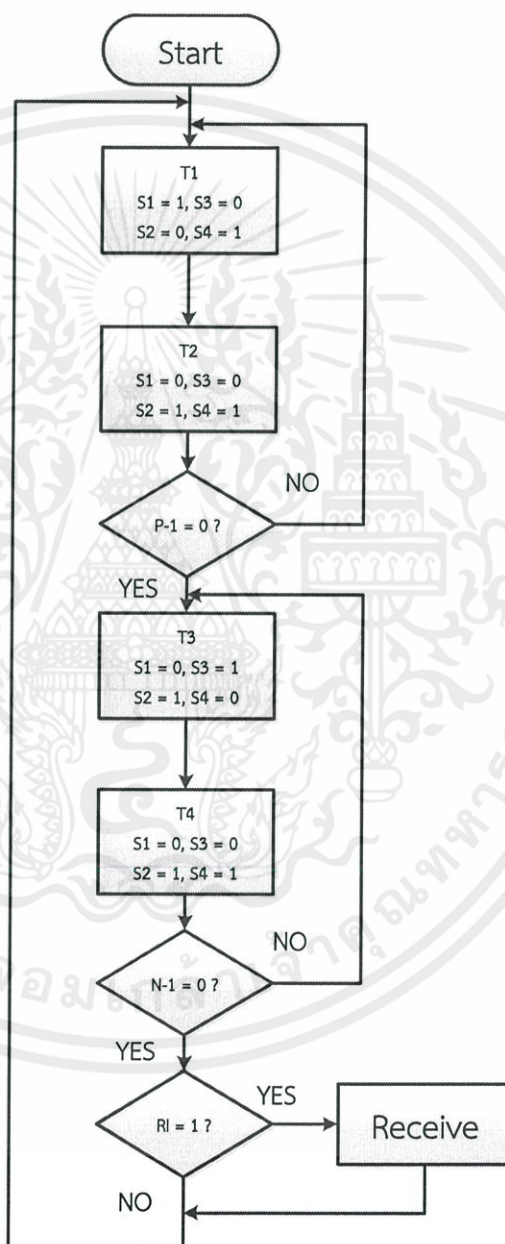 Start
T1
S1 = 1, S3 = 0
S2 = 0, S4 = 1
T2
S1 = 0, S3 = 0
S2 = 1, S4 = 1
NO
P-1 = 0 ?
YES
T3
S1 = 0, S3 = 1
S2 = 1, S4 = 0
T4
S1 = 0, S3 = 0
S2 = 1, S4 = 1
NO
N-1 = 0 ?
YES
YES
RI = 1 ?
Receive
NO